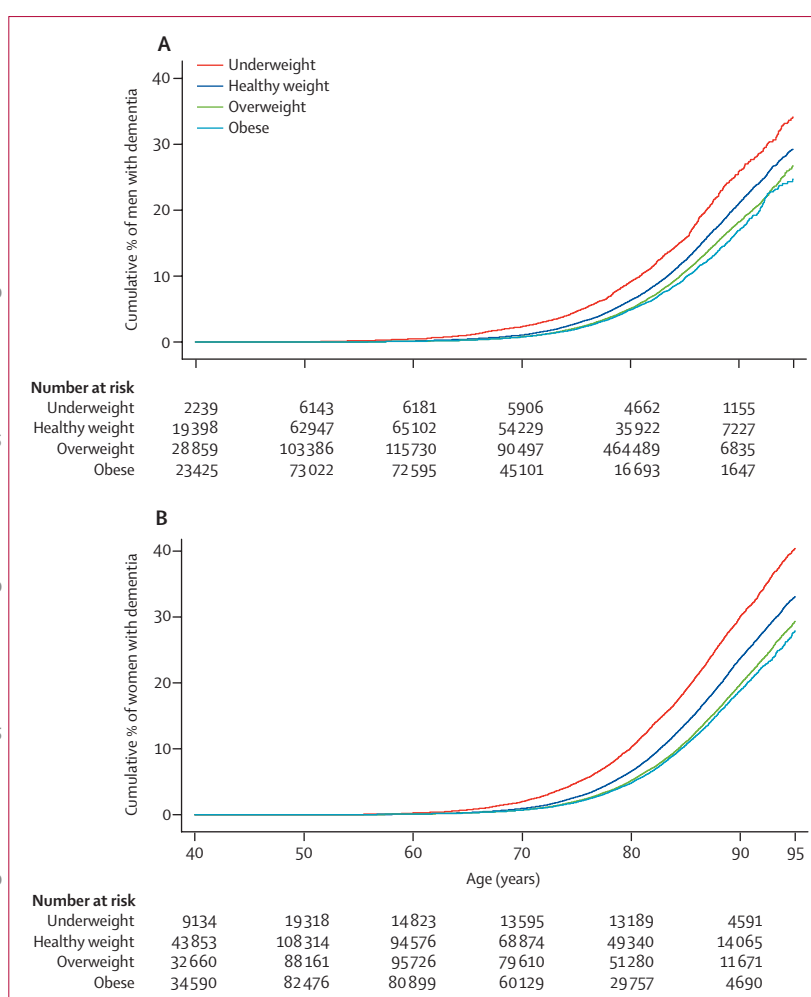 A
Underweight
Healthy weight
Overweight
Obese
Cumulative % of men with dementia
40
30
20
10
0
Number at risk
Underweight 2239 6143 6181 5906 4662 1155
Healthy weight 19398 62947 65102 54229 35922 7227
Overweight 28859 103386 115730 90497 464489 6835
Obese 23425 73022 72595 45101 16693 1647
B
Cumulative % of women with dementia
40
30
20
10
0
40 50 60 70 80 90 95
Age (years)
Number at risk
Underweight 9134 19318 14823 13595 13189 4591
Healthy weight 43853 108314 94576 68874 49340 14065
Overweight 32660 88161 95726 79610 51280 11671
Obese 34590 82476 80899 60129 29757 4690